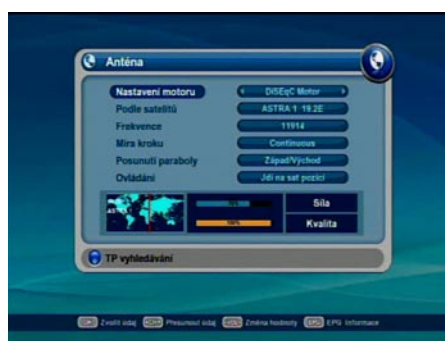 Anténa
Nastavení motoru DiSEqC Motor
Podle satelitů ASTRA 1 19.2E
Frekvence 11914
Míra kroku Continuous
Posunutí paraboly Západ/Východ
Ovládání Jdi na sat pozici
Síla
100% Kvalita
TP vyhledávání
Zvolit údaj Přesunout údaj Změna hodnoty EPG Informace